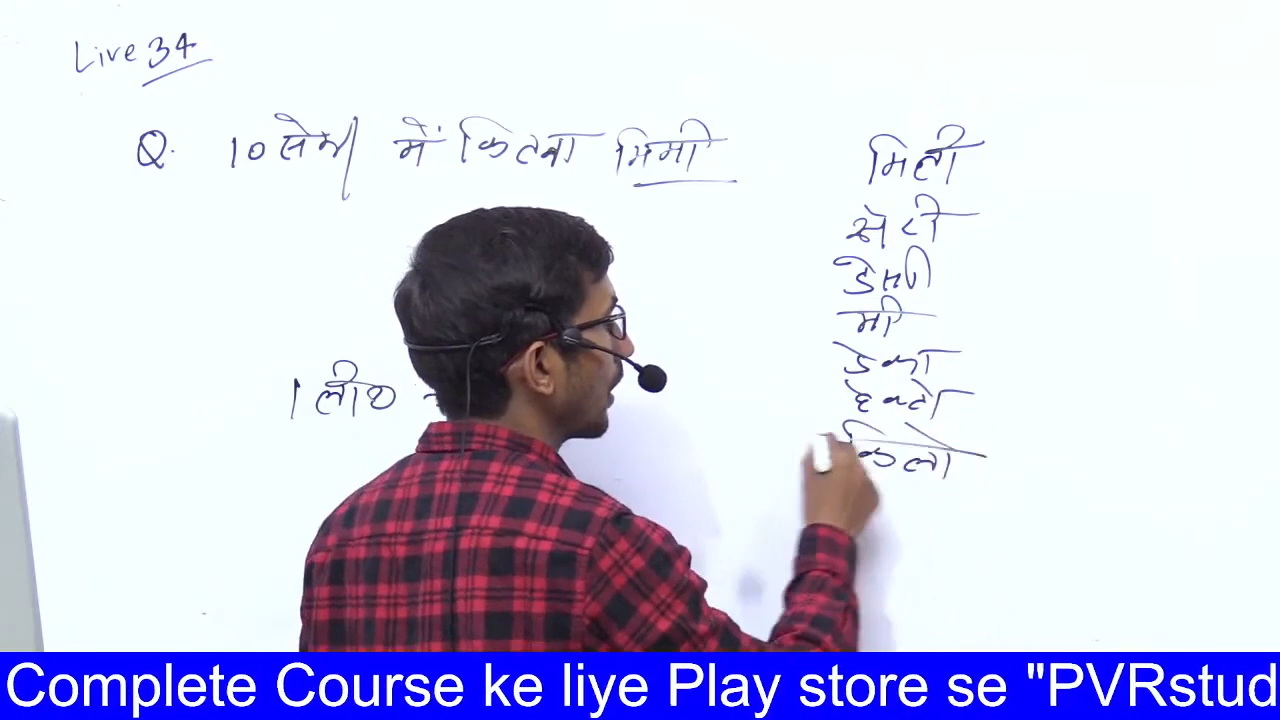 Live 34
Q. 10 सेमी में कितना मिमी
मिली
सेंटी
डेसी
मी
डेका
हेक्टो
किलो
1 ली०
Complete Course ke liye Play store se "PVRstud